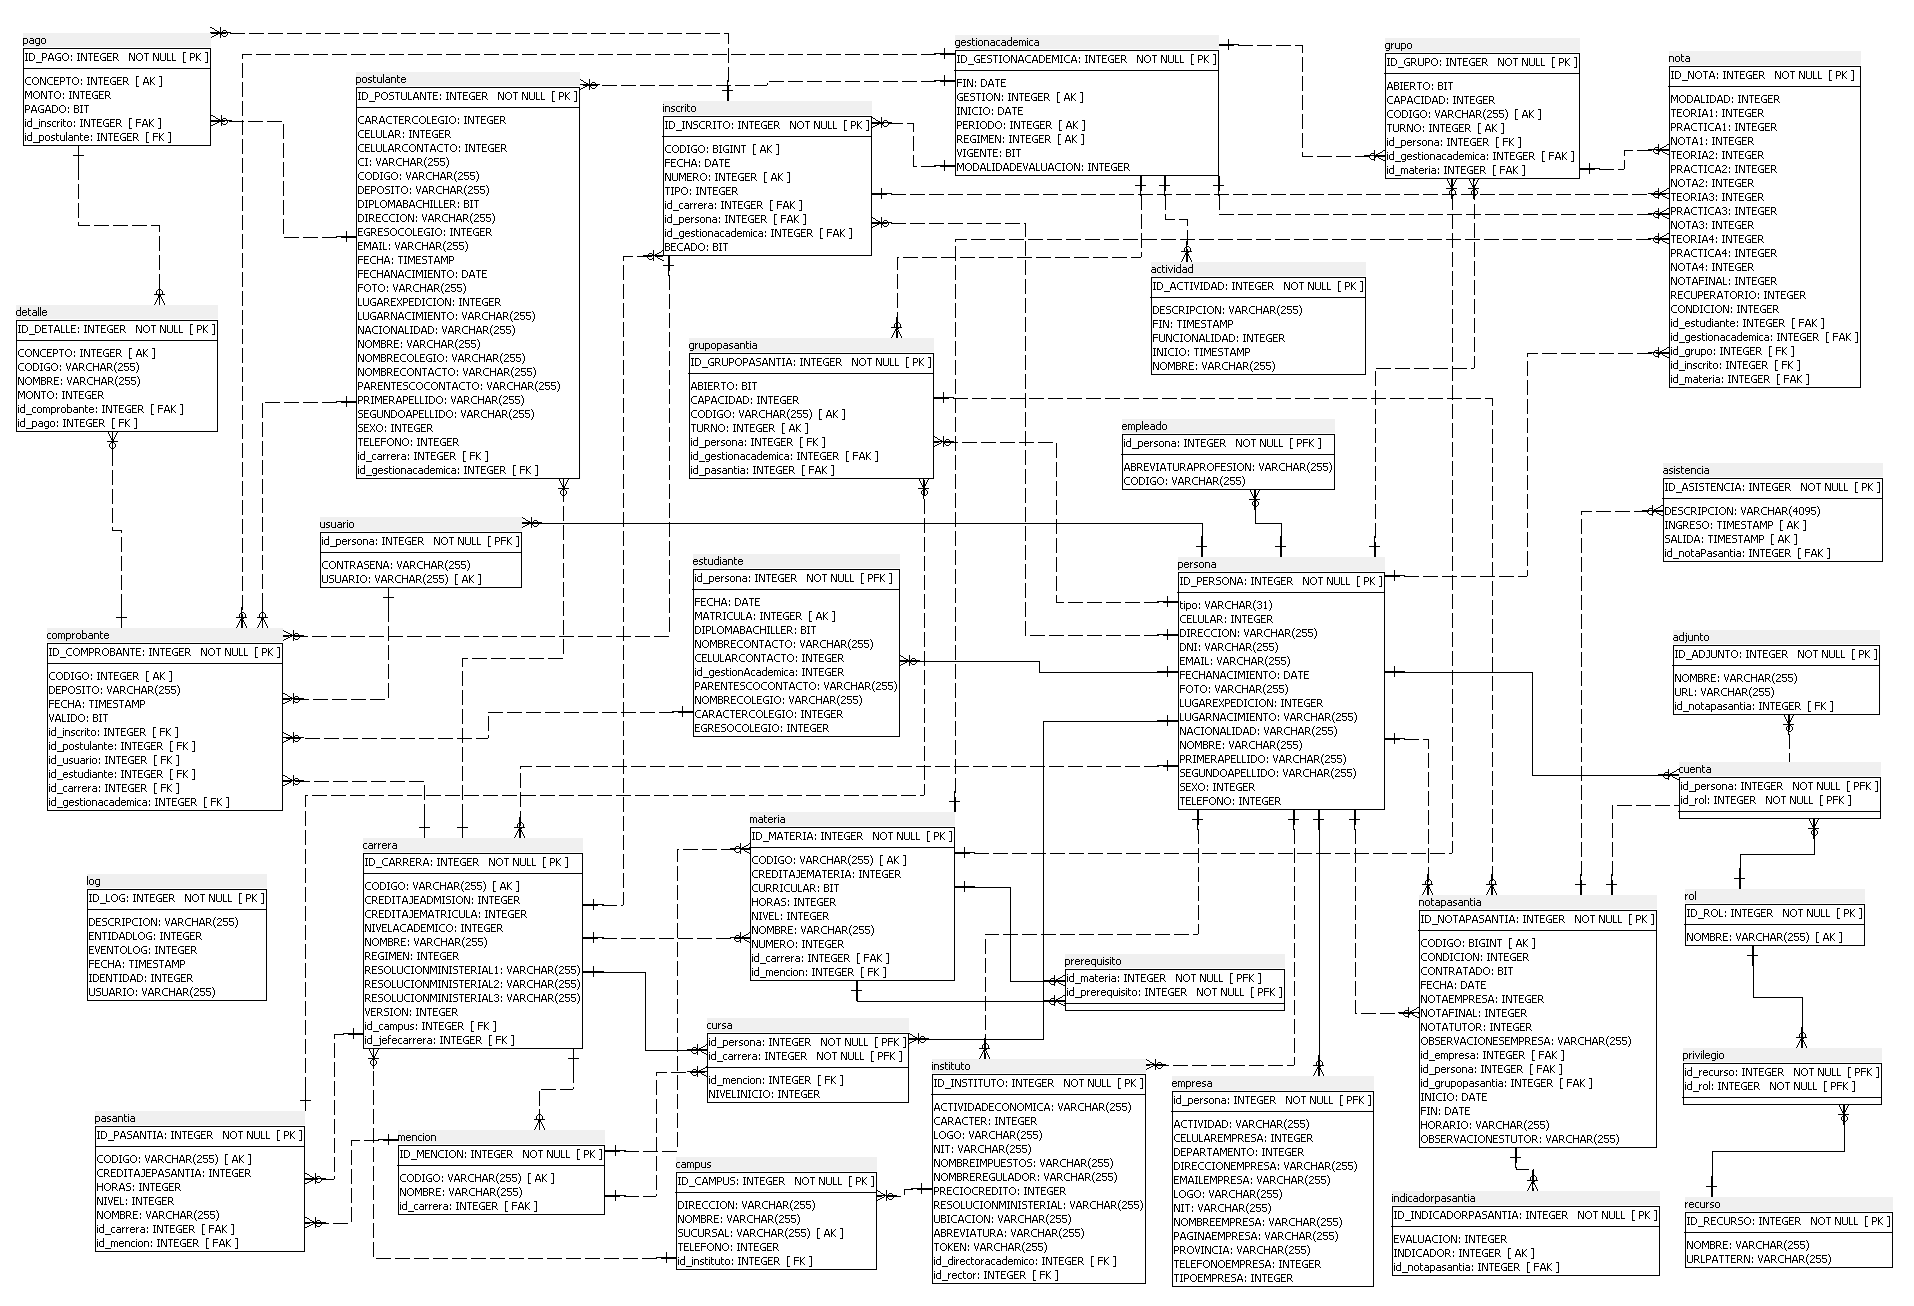 pago
ID_PAGO: INTEGER NOT NULL [ PK ]
CONCEPTO: INTEGER [ AK ]
MONTO: INTEGER
PAGADO: BIT
id_inscrito: INTEGER [ FAK ]
id_postulante: INTEGER [ FK ]
postulante
ID_POSTULANTE: INTEGER NOT NULL [ PK ]
CARACTERCOLEGIO: INTEGER
CELULAR: INTEGER
CELULARCONTACTO: INTEGER
CI: VARCHAR(255)
CODIGO: VARCHAR(255)
DEPOSITO: VARCHAR(255)
DIPLOMABACHILLER: BIT
DIRECCION: VARCHAR(255)
EGRESOCOLEGIO: INTEGER
EMAIL: VARCHAR(255)
FECHA: TIMESTAMP
FECHANACIMIENTO: DATE
FOTO: VARCHAR(255)
LUGAREXPEDICION: INTEGER
LUGARNACIMIENTO: VARCHAR(255)
NACIONALIDAD: VARCHAR(255)
NOMBRE: VARCHAR(255)
NOMBRECOLEGIO: VARCHAR(255)
NOMBRECONTACTO: VARCHAR(255)
PARENTESCOCONTACTO: VARCHAR(255)
PRIMERAPELLIDO: VARCHAR(255)
SEGUNDOAPELLIDO: VARCHAR(255)
SEXO: INTEGER
TELEFONO: INTEGER
id_carrera: INTEGER [ FK ]
id_gestionacademica: INTEGER [ FK ]
inscrito
ID_INSCRITO: INTEGER NOT NULL [ PK ]
CODIGO: BIGINT [ AK ]
FECHA: DATE
NUMERO: INTEGER [ AK ]
TIPO: INTEGER
id_carrera: INTEGER [ FAK ]
id_persona: INTEGER [ FAK ]
id_gestionacademica: INTEGER [ FAK ]
BECADO: BIT
gestionacademica
ID_GESTIONACADEMICA: INTEGER NOT NULL [ PK ]
FIN: DATE
GESTION: INTEGER [ AK ]
INICIO: DATE
PERIODO: INTEGER [ AK ]
REGIMEN: INTEGER [ AK ]
VIGENTE: BIT
MODALIDADEVALUACION: INTEGER
grupo
ID_GRUPO: INTEGER NOT NULL [ PK ]
ABIERTO: BIT
CAPACIDAD: INTEGER
CODIGO: VARCHAR(255) [ AK ]
TURNO: INTEGER [ AK ]
id_persona: INTEGER [ FK ]
id_gestionacademica: INTEGER [ FAK ]
id_materia: INTEGER [ FAK ]
nota
ID_NOTA: INTEGER NOT NULL [ PK ]
MODALIDAD: INTEGER
TEORIA1: INTEGER
PRACTICA1: INTEGER
NOTA1: INTEGER
TEORIA2: INTEGER
PRACTICA2: INTEGER
NOTA2: INTEGER
TEORIA3: INTEGER
PRACTICA3: INTEGER
NOTA3: INTEGER
TEORIA4: INTEGER
PRACTICA4: INTEGER
NOTA4: INTEGER
NOTAFINAL: INTEGER
RECUPERATORIO: INTEGER
CONDICION: INTEGER
id_estudiante: INTEGER [ FAK ]
id_gestionacademica: INTEGER [ FAK ]
id_grupo: INTEGER [ FK ]
id_inscrito: INTEGER [ FK ]
id_materia: INTEGER [ FAK ]
actividad
ID_ACTIVIDAD: INTEGER NOT NULL [ PK ]
DESCRIPCION: VARCHAR(255)
FIN: TIMESTAMP
FUNCIONALIDAD: INTEGER
INICIO: TIMESTAMP
NOMBRE: VARCHAR(255)
detalle
ID_DETALLE: INTEGER NOT NULL [ PK ]
CONCEPTO: INTEGER [ AK ]
CODIGO: VARCHAR(255)
NOMBRE: VARCHAR(255)
MONTO: INTEGER
id_comprobante: INTEGER [ FAK ]
id_pago: INTEGER [ FK ]
grupopasantia
ID_GRUPOPASANTIA: INTEGER NOT NULL [ PK ]
ABIERTO: BIT
CAPACIDAD: INTEGER
CODIGO: VARCHAR(255) [ AK ]
TURNO: INTEGER [ AK ]
id_persona: INTEGER [ FK ]
id_gestionacademica: INTEGER [ FAK ]
id_pasantia: INTEGER [ FAK ]
empleado
id_persona: INTEGER NOT NULL [ PFK ]
ABREVIATURAPROFESION: VARCHAR(255)
CODIGO: VARCHAR(255)
asistencia
ID_ASISTENCIA: INTEGER NOT NULL [ PK ]
DESCRIPCION: VARCHAR(4095)
INGRESO: TIMESTAMP [ AK ]
SALIDA: TIMESTAMP [ AK ]
id_notaPasantia: INTEGER [ FAK ]
usuario
id_persona: INTEGER NOT NULL [ PFK ]
CONTRASENA: VARCHAR(255)
USUARIO: VARCHAR(255) [ AK ]
estudiante
id_persona: INTEGER NOT NULL [ PFK ]
FECHA: DATE
MATRICULA: INTEGER [ AK ]
DIPLOMABACHILLER: BIT
NOMBRECONTACTO: VARCHAR(255)
CELULARCONTACTO: INTEGER
id_gestionAcademica: INTEGER
PARENTESCOCONTACTO: VARCHAR(255)
NOMBRECOLEGIO: VARCHAR(255)
CARACTERCOLEGIO: INTEGER
EGRESOCOLEGIO: INTEGER
persona
ID_PERSONA: INTEGER NOT NULL [ PK ]
tipo: VARCHAR(31)
CELULAR: INTEGER
DIRECCION: VARCHAR(255)
DNI: VARCHAR(255)
EMAIL: VARCHAR(255)
FECHANACIMIENTO: DATE
FOTO: VARCHAR(255)
LUGAREXPEDICION: INTEGER
LUGARNACIMIENTO: VARCHAR(255)
NACIONALIDAD: VARCHAR(255)
NOMBRE: VARCHAR(255)
PRIMERAPELLIDO: VARCHAR(255)
SEGUNDOAPELLIDO: VARCHAR(255)
SEXO: INTEGER
TELEFONO: INTEGER
comprobante
ID_COMPROBANTE: INTEGER NOT NULL [ PK ]
CODIGO: INTEGER [ AK ]
DEPOSITO: VARCHAR(255)
FECHA: TIMESTAMP
VALIDO: BIT
id_inscrito: INTEGER [ FK ]
id_postulante: INTEGER [ FK ]
id_usuario: INTEGER [ FK ]
id_estudiante: INTEGER [ FK ]
id_carrera: INTEGER [ FK ]
id_gestionacademica: INTEGER [ FK ]
adjunto
ID_ADJUNTO: INTEGER NOT NULL [ PK ]
NOMBRE: VARCHAR(255)
URL: VARCHAR(255)
id_notapasantia: INTEGER [ FK ]
cuenta
id_persona: INTEGER NOT NULL [ PFK ]
id_rol: INTEGER NOT NULL [ PFK ]
carrera
ID_CARRERA: INTEGER NOT NULL [ PK ]
CODIGO: VARCHAR(255) [ AK ]
CREDITAJEADMISION: INTEGER
CREDITAJEMATRICULA: INTEGER
NIVELACADEMICO: INTEGER
NOMBRE: VARCHAR(255)
REGIMEN: INTEGER
RESOLUCIONMINISTERIAL1: VARCHAR(255)
RESOLUCIONMINISTERIAL2: VARCHAR(255)
RESOLUCIONMINISTERIAL3: VARCHAR(255)
VERSION: INTEGER
id_campus: INTEGER [ FK ]
id_jefecarrera: INTEGER [ FK ]
materia
ID_MATERIA: INTEGER NOT NULL [ PK ]
CODIGO: VARCHAR(255) [ AK ]
CREDITAJEMATERIA: INTEGER
CURRICULAR: BIT
HORAS: INTEGER
NIVEL: INTEGER
NOMBRE: VARCHAR(255)
NUMERO: INTEGER
id_carrera: INTEGER [ FAK ]
id_mencion: INTEGER [ FK ]
log
ID_LOG: INTEGER NOT NULL [ PK ]
DESCRIPCION: VARCHAR(255)
ENTIDADLOG: INTEGER
EVENTOLOG: INTEGER
FECHA: TIMESTAMP
IDENTIDAD: INTEGER
USUARIO: VARCHAR(255)
notapasantia
ID_NOTAPASANTIA: INTEGER NOT NULL [ PK ]
CODIGO: BIGINT [ AK ]
CONDICION: INTEGER
CONTRATADO: BIT
FECHA: DATE
NOTAEMPRESA: INTEGER
NOTAFINAL: INTEGER
NOTATUTOR: INTEGER
OBSERVACIONESEMPRESA: VARCHAR(255)
id_empresa: INTEGER [ FAK ]
id_persona: INTEGER [ FAK ]
id_grupopasantia: INTEGER [ FAK ]
INICIO: DATE
FIN: DATE
HORARIO: VARCHAR(255)
OBSERVACIONESTUTOR: VARCHAR(255)
rol
ID_ROL: INTEGER NOT NULL [ PK ]
NOMBRE: VARCHAR(255) [ AK ]
prerequisito
id_materia: INTEGER NOT NULL [ PFK ]
id_prerequisito: INTEGER NOT NULL [ PFK ]
cursa
id_persona: INTEGER NOT NULL [ PFK ]
id_carrera: INTEGER NOT NULL [ PFK ]
id_mencion: INTEGER [ FK ]
NIVELINICIO: INTEGER
instituto
ID_INSTITUTO: INTEGER NOT NULL [ PK ]
ACTIVIDADECONOMICA: VARCHAR(255)
CARACTER: INTEGER
LOGO: VARCHAR(255)
NIT: VARCHAR(255)
NOMBREIMPUESTOS: VARCHAR(255)
NOMBREREGULADOR: VARCHAR(255)
PRECIOCREDITO: INTEGER
RESOLUCIONMINISTERIAL: VARCHAR(255)
UBICACION: VARCHAR(255)
ABREVIATURA: VARCHAR(255)
TOKEN: VARCHAR(255)
id_directoracademico: INTEGER [ FK ]
id_rector: INTEGER [ FK ]
empresa
id_persona: INTEGER NOT NULL [ PFK ]
ACTIVIDAD: VARCHAR(255)
CELULAREMPRESA: INTEGER
DEPARTAMENTO: INTEGER
DIRECCIONEMPRESA: VARCHAR(255)
EMAILEMPRESA: VARCHAR(255)
LOGO: VARCHAR(255)
NIT: VARCHAR(255)
NOMBREEMPRESA: VARCHAR(255)
PAGINAEMPRESA: VARCHAR(255)
PROVINCIA: VARCHAR(255)
TELEFONOEMPRESA: INTEGER
TIPOEMPRESA: INTEGER
privilegio
id_recurso: INTEGER NOT NULL [ PFK ]
id_rol: INTEGER NOT NULL [ PFK ]
pasantia
ID_PASANTIA: INTEGER NOT NULL [ PK ]
CODIGO: VARCHAR(255) [ AK ]
CREDITAJEPASANTIA: INTEGER
HORAS: INTEGER
NIVEL: INTEGER
NOMBRE: VARCHAR(255)
id_carrera: INTEGER [ FAK ]
id_mencion: INTEGER [ FAK ]
mencion
ID_MENCION: INTEGER NOT NULL [ PK ]
CODIGO: VARCHAR(255) [ AK ]
NOMBRE: VARCHAR(255)
id_carrera: INTEGER [ FAK ]
campus
ID_CAMPUS: INTEGER NOT NULL [ PK ]
DIRECCION: VARCHAR(255)
NOMBRE: VARCHAR(255)
SUCURSAL: VARCHAR(255) [ AK ]
TELEFONO: INTEGER
id_instituto: INTEGER [ FK ]
indicadorpasantia
ID_INDICADORPASANTIA: INTEGER NOT NULL [ PK ]
EVALUACION: INTEGER
INDICADOR: INTEGER [ AK ]
id_notapasantia: INTEGER [ FAK ]
recurso
ID_RECURSO: INTEGER NOT NULL [ PK ]
NOMBRE: VARCHAR(255)
URLPATTERN: VARCHAR(255)